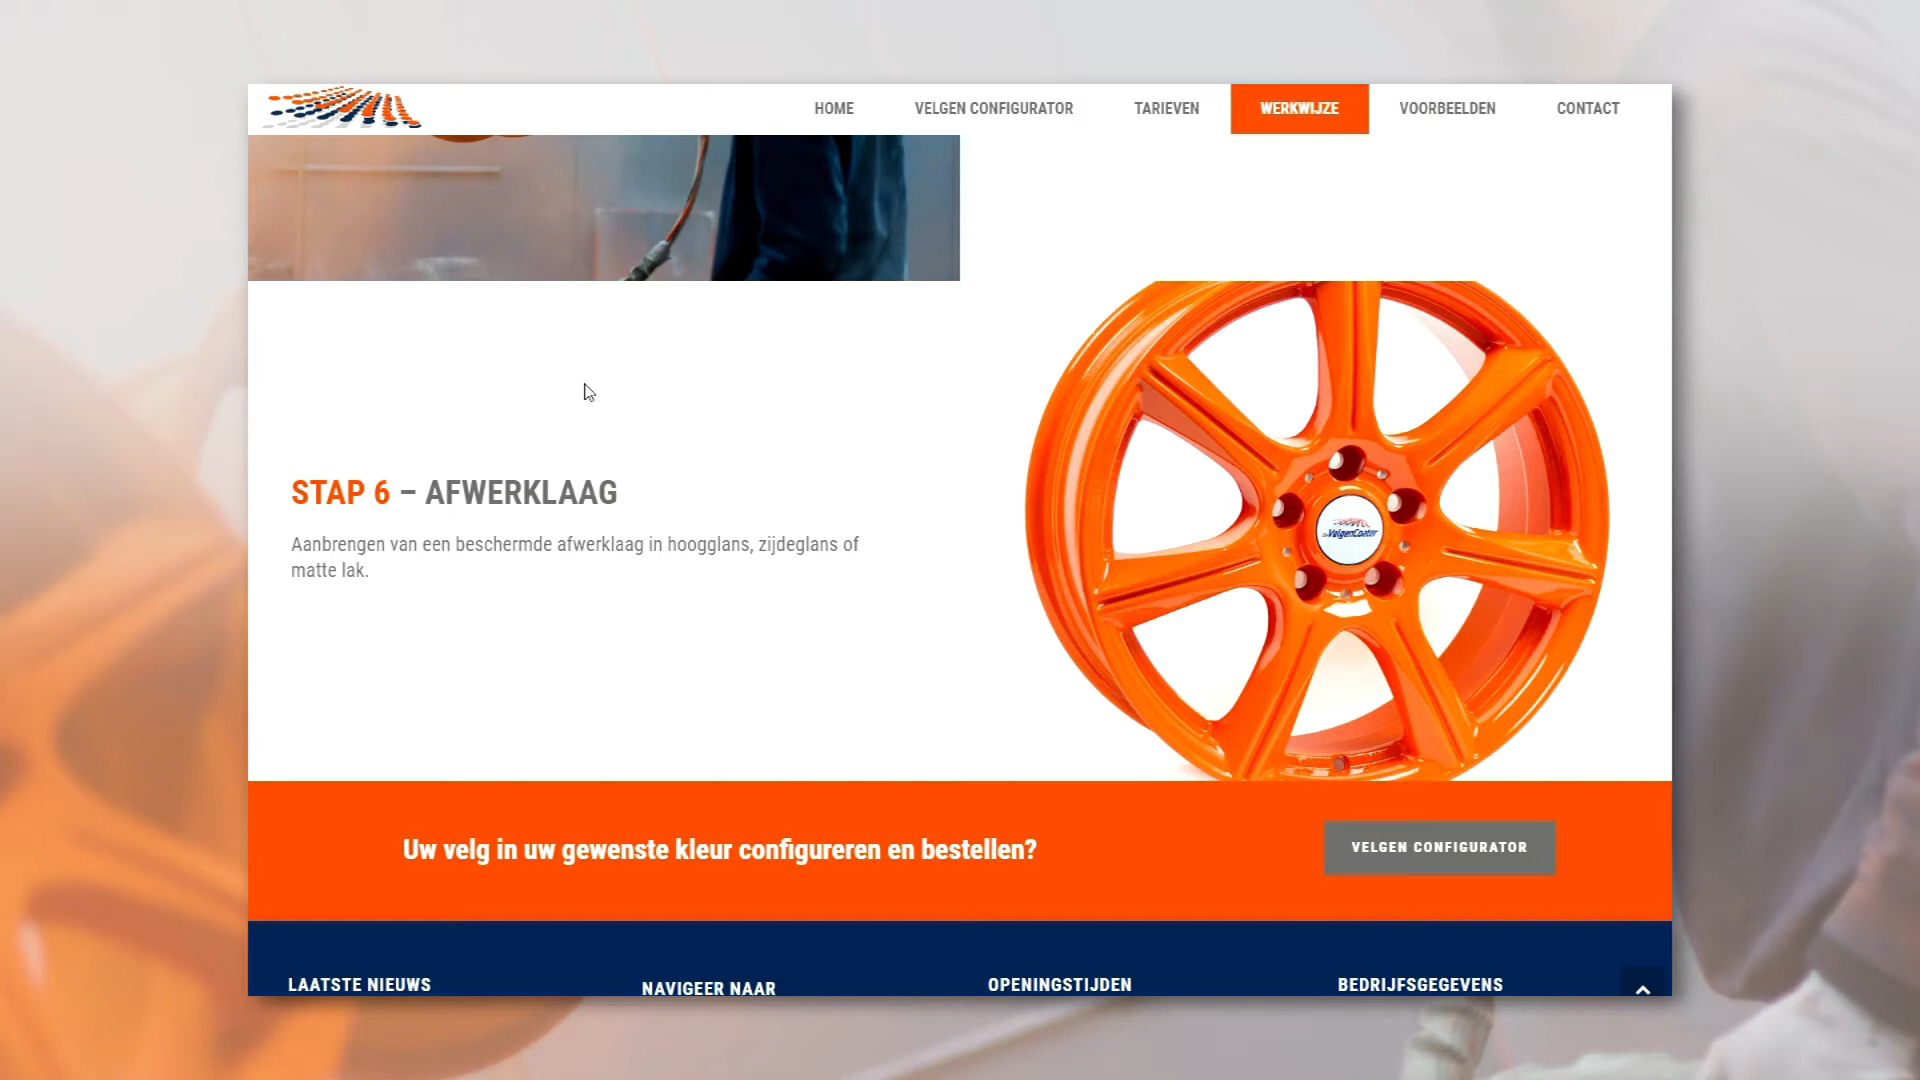 HOME VELGEN CONFIGURATOR TARIEVEN WERKWIJZE VOORBEELDEN CONTACT
VelgenCoater
STAP 6 – AFWERKLAAG
Aanbrengen van een beschermde afwerklaag in hoogglans, zijdeglans of
matte lak.
Uw velg in uw gewenste kleur configureren en bestellen?
VELGEN CONFIGURATOR
LAATSTE NIEUWS NAVIGEER NAAR OPENINGSTIJDEN BEDRIJFSGEGEVENS